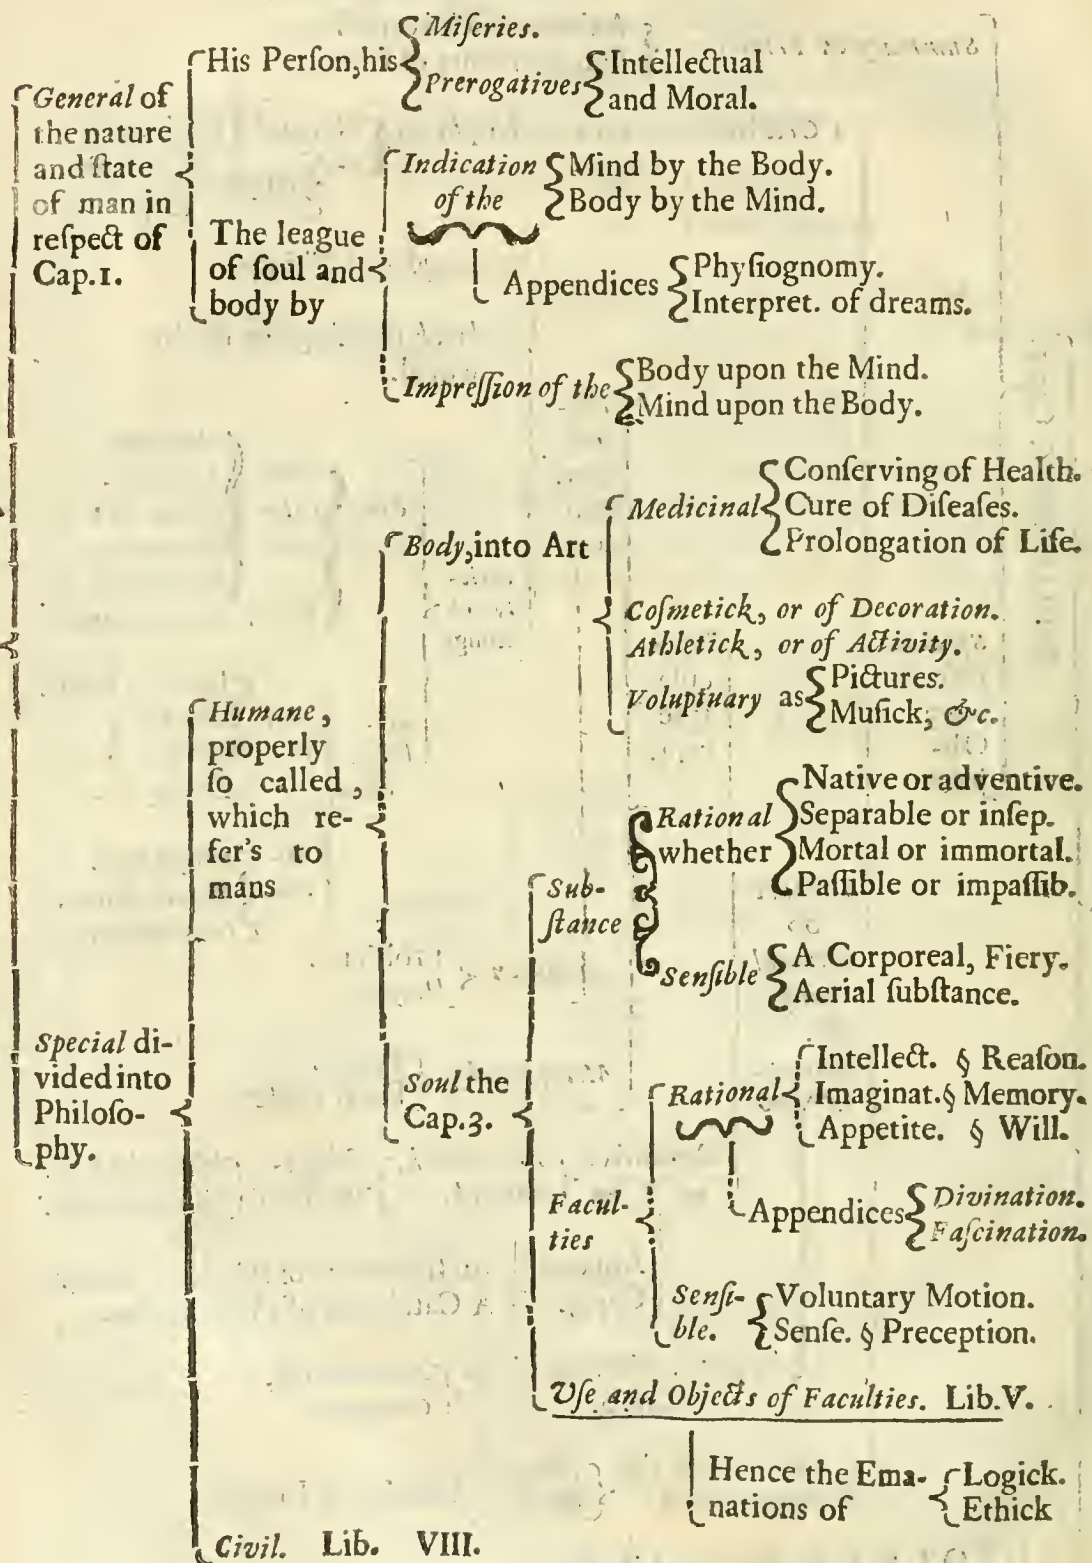 General of
the nature
and ſtate
of man in
reſpect of
Cap.1.
His Perſon,his
Miſeries.
Prerogatives
Intellectual
and Moral.
The league
of ſoul and
body by
Indication
of the
Mind by the Body.
Body by the Mind.
Appendices
Phyſiognomy.
Interpret. of dreams.
Impreſſion of the
Body upon the Mind.
Mind upon the Body.
Special di-
vided into
Philoſo-
phy.
Humane,
properly
ſo called,
which re-
fer's to
mans
Body,into Art
Medicinal
Conſerving of Health.
Cure of Diſeaſes.
Prolongation of Life.
Coſmetick, or of Decoration.
Athletick, or of Activity.
Voluptuary as
Pictures.
Muſick, &c.
Soul the
Cap.3.
Sub-
ſtance
Rational
whether
Native or adventive.
Separable or inſep.
Mortal or immortal.
Paſſible or impaſſib.
Senſible
A Corporeal, Fiery.
Aerial ſubſtance.
Facul-
ties
Rational
Intellect. § Reaſon.
Imaginat.§ Memory.
Appetite. § Will.
Appendices
Divination.
Faſcination.
Senſi-
ble.
Voluntary Motion.
Senſe. § Preception.
Uſe and Objects of Faculties. Lib.V.
Hence the Ema-
nations of
Logick.
Ethick
Civil. Lib. VIII.